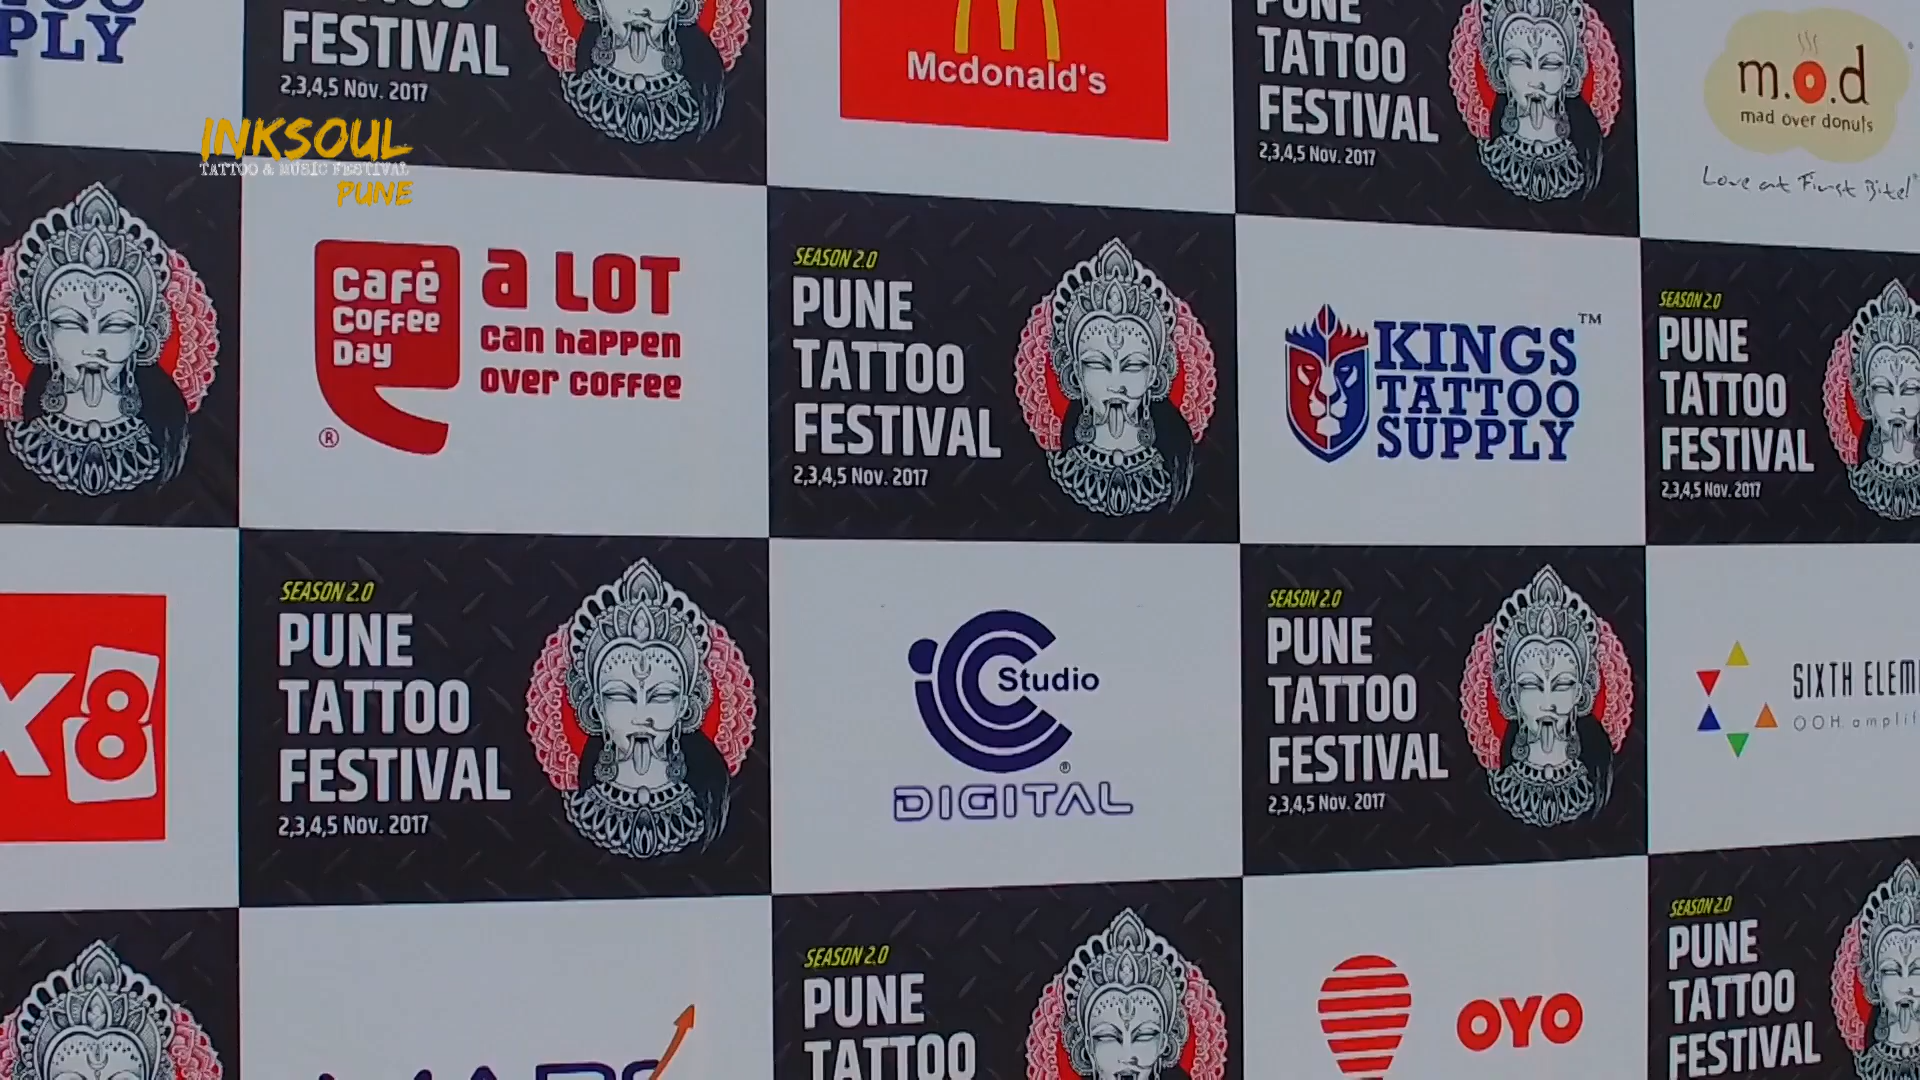 PLY
FESTIVAL
2,3,4,5 Nov. 2017
Mcdonald's
PUNE
TATTOO
FESTIVAL
2,3,4,5 Nov. 2017
m.o.d
mad over donuts
Love at First Bite!
INKSOUL
TATTOO & MUSIC FESTIVAL
PUNE
Café
Coffee
Day
®
a LOT
can happen
over coffee
SEASON 2.0
PUNE
TATTOO
FESTIVAL
2,3,4,5 Nov. 2017
KINGS ™
TATTOO
SUPPLY
SEASON 2.0
PUNE
TATTOO
FESTIVAL
2,3,4,5 Nov. 2017
x8
SEASON 2.0
PUNE
TATTOO
FESTIVAL
2,3,4,5 Nov. 2017
Studio
®
DIGITAL
SEASON 2.0
PUNE
TATTOO
FESTIVAL
2,3,4,5 Nov. 2017
SIXTH ELEM
OOH. amplif
SEASON 2.0
PUNE
TATTOO
OYO
SEASON 2.0
PUNE
TATTOO
FESTIVAL